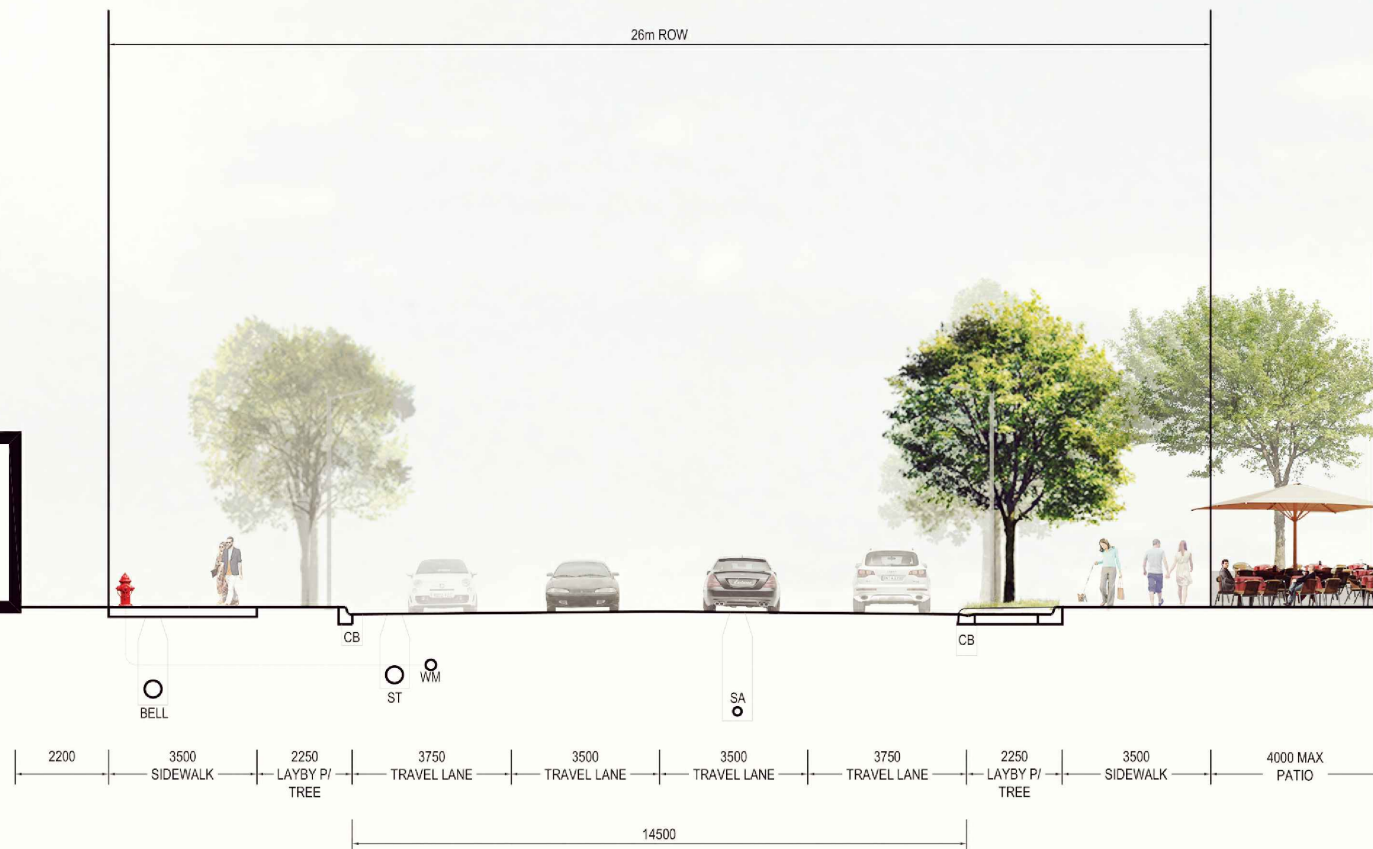 26m ROW
CB
CB
WM
ST
SA
BELL
2200
3500
SIDEWALK
2250
LAYBY P/
TREE
3750
TRAVEL LANE
3500
TRAVEL LANE
3500
TRAVEL LANE
3750
TRAVEL LANE
2250
LAYBY P/
TREE
3500
SIDEWALK
4000 MAX
PATIO
14500